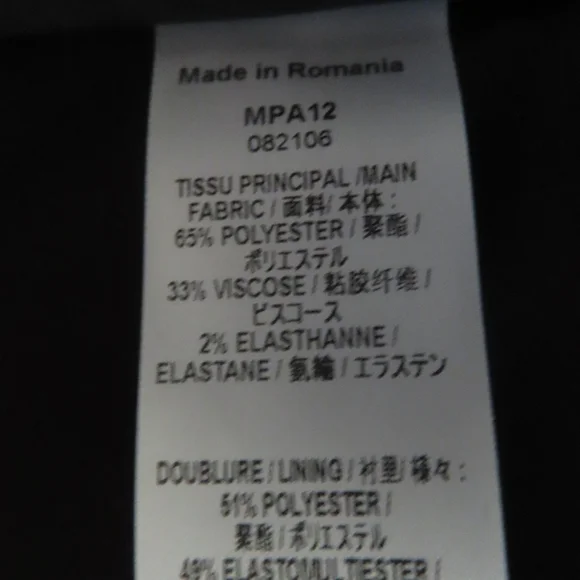 Made in Romania
MPA12
082106
TISSU PRINCIPAL /MAIN
FABRIC / 面料/ 本体 :
65% POLYESTER / 聚酯 /
ポリエステル
33% VISCOSE / 粘胶纤维 /
ビスコース
2% ELASTHANNE /
ELASTANE / 氨綸 / エラステン
DOUBLURE / LINING / 衬里/ :
51% POLYESTER /
聚酯 / ポリエステル
49% ELASTOMULTIESTER /